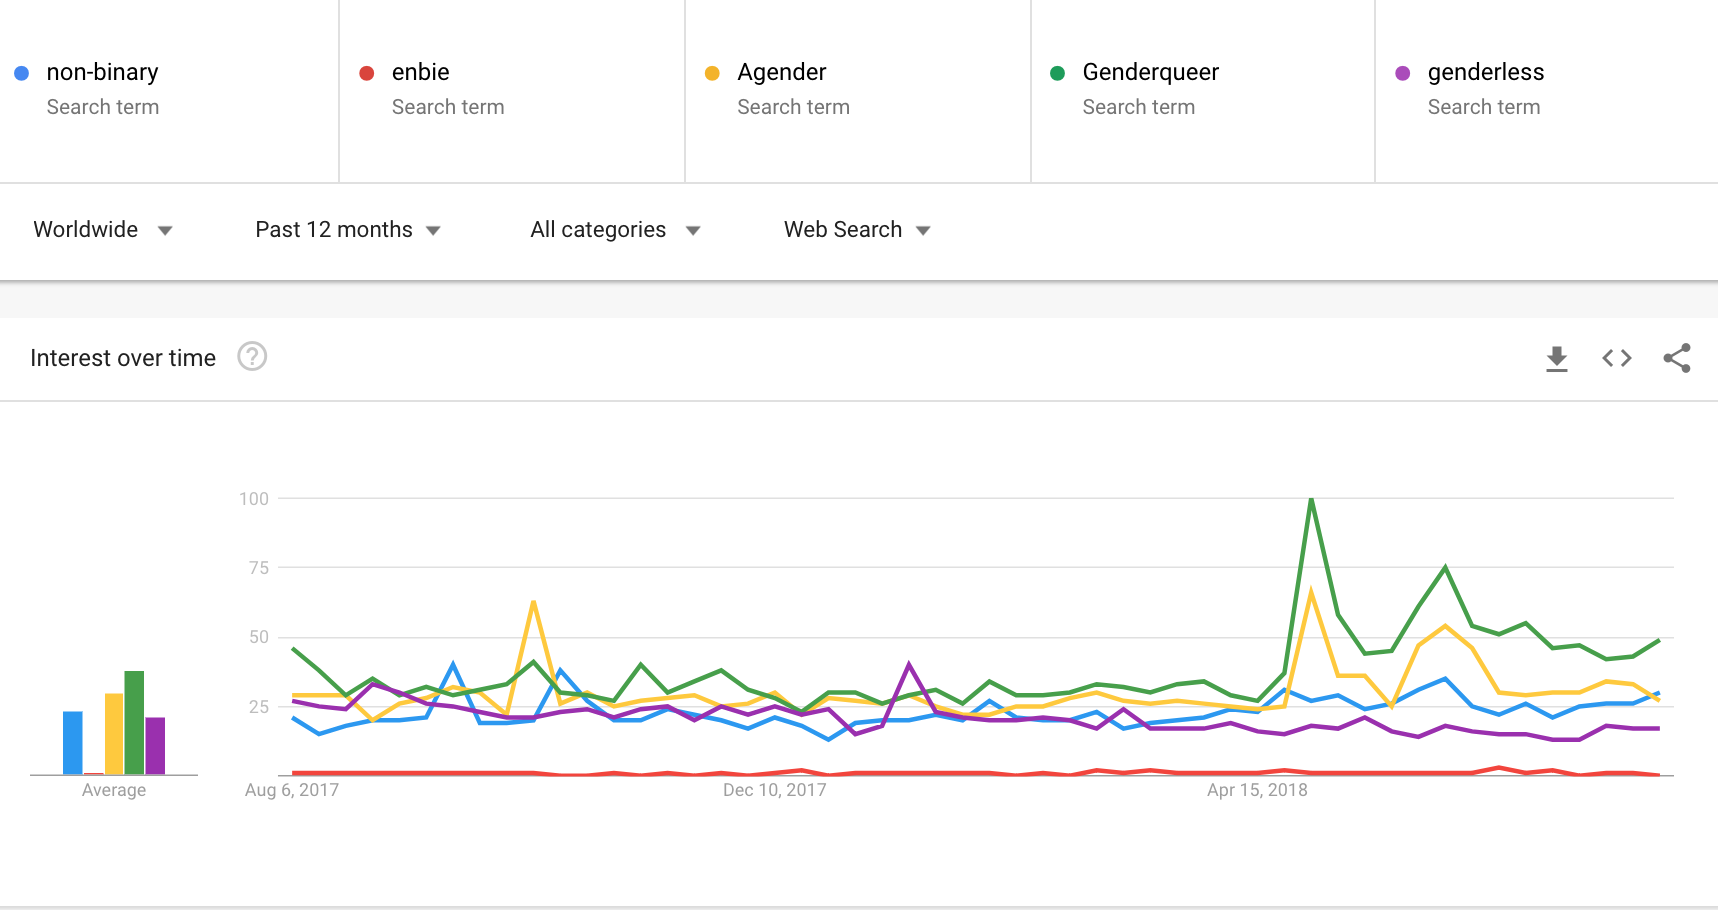 non-binary
Search term
enbie
Search term
Agender
Search term
Genderqueer
Search term
genderless
Search term
Worldwide
Past 12 months
All categories
Web Search
Interest over time
?
100
75
50
25
Average
Aug 6, 2017
Dec 10, 2017
Apr 15, 2018